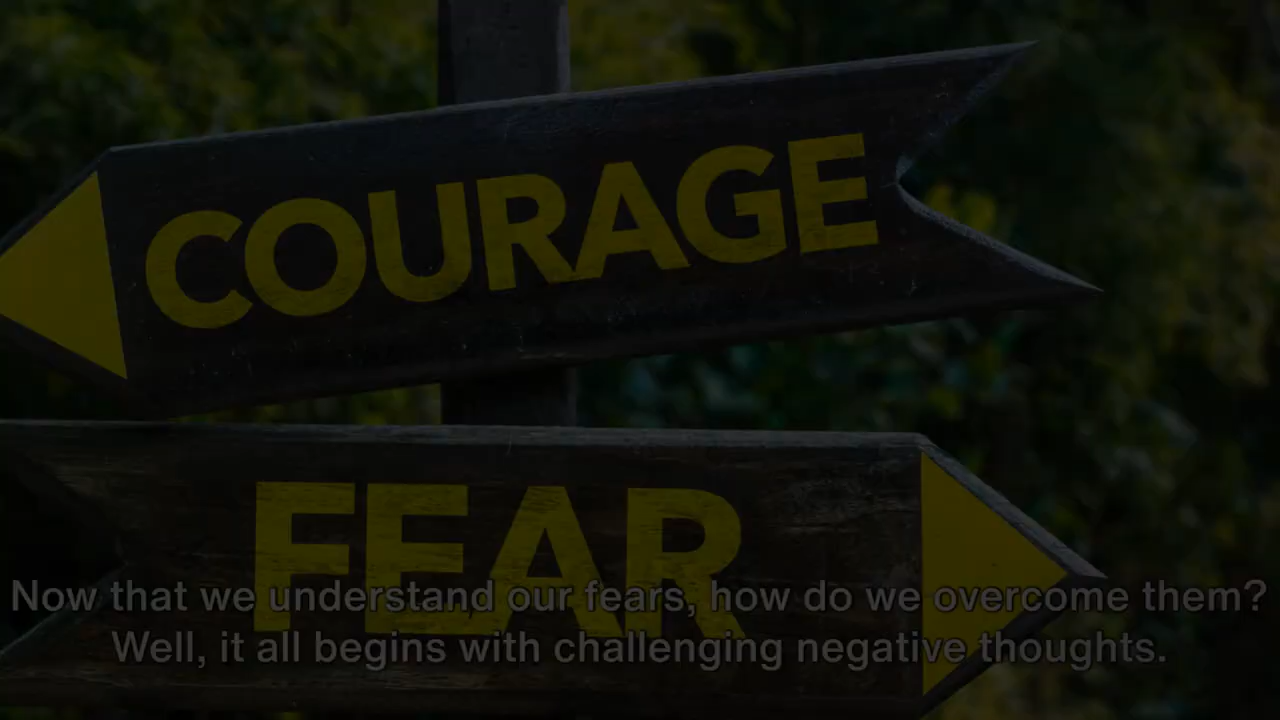 COURAGE
FEAR
Now that we understand our fears, how do we overcome them?
Well, it all begins with challenging negative thoughts.